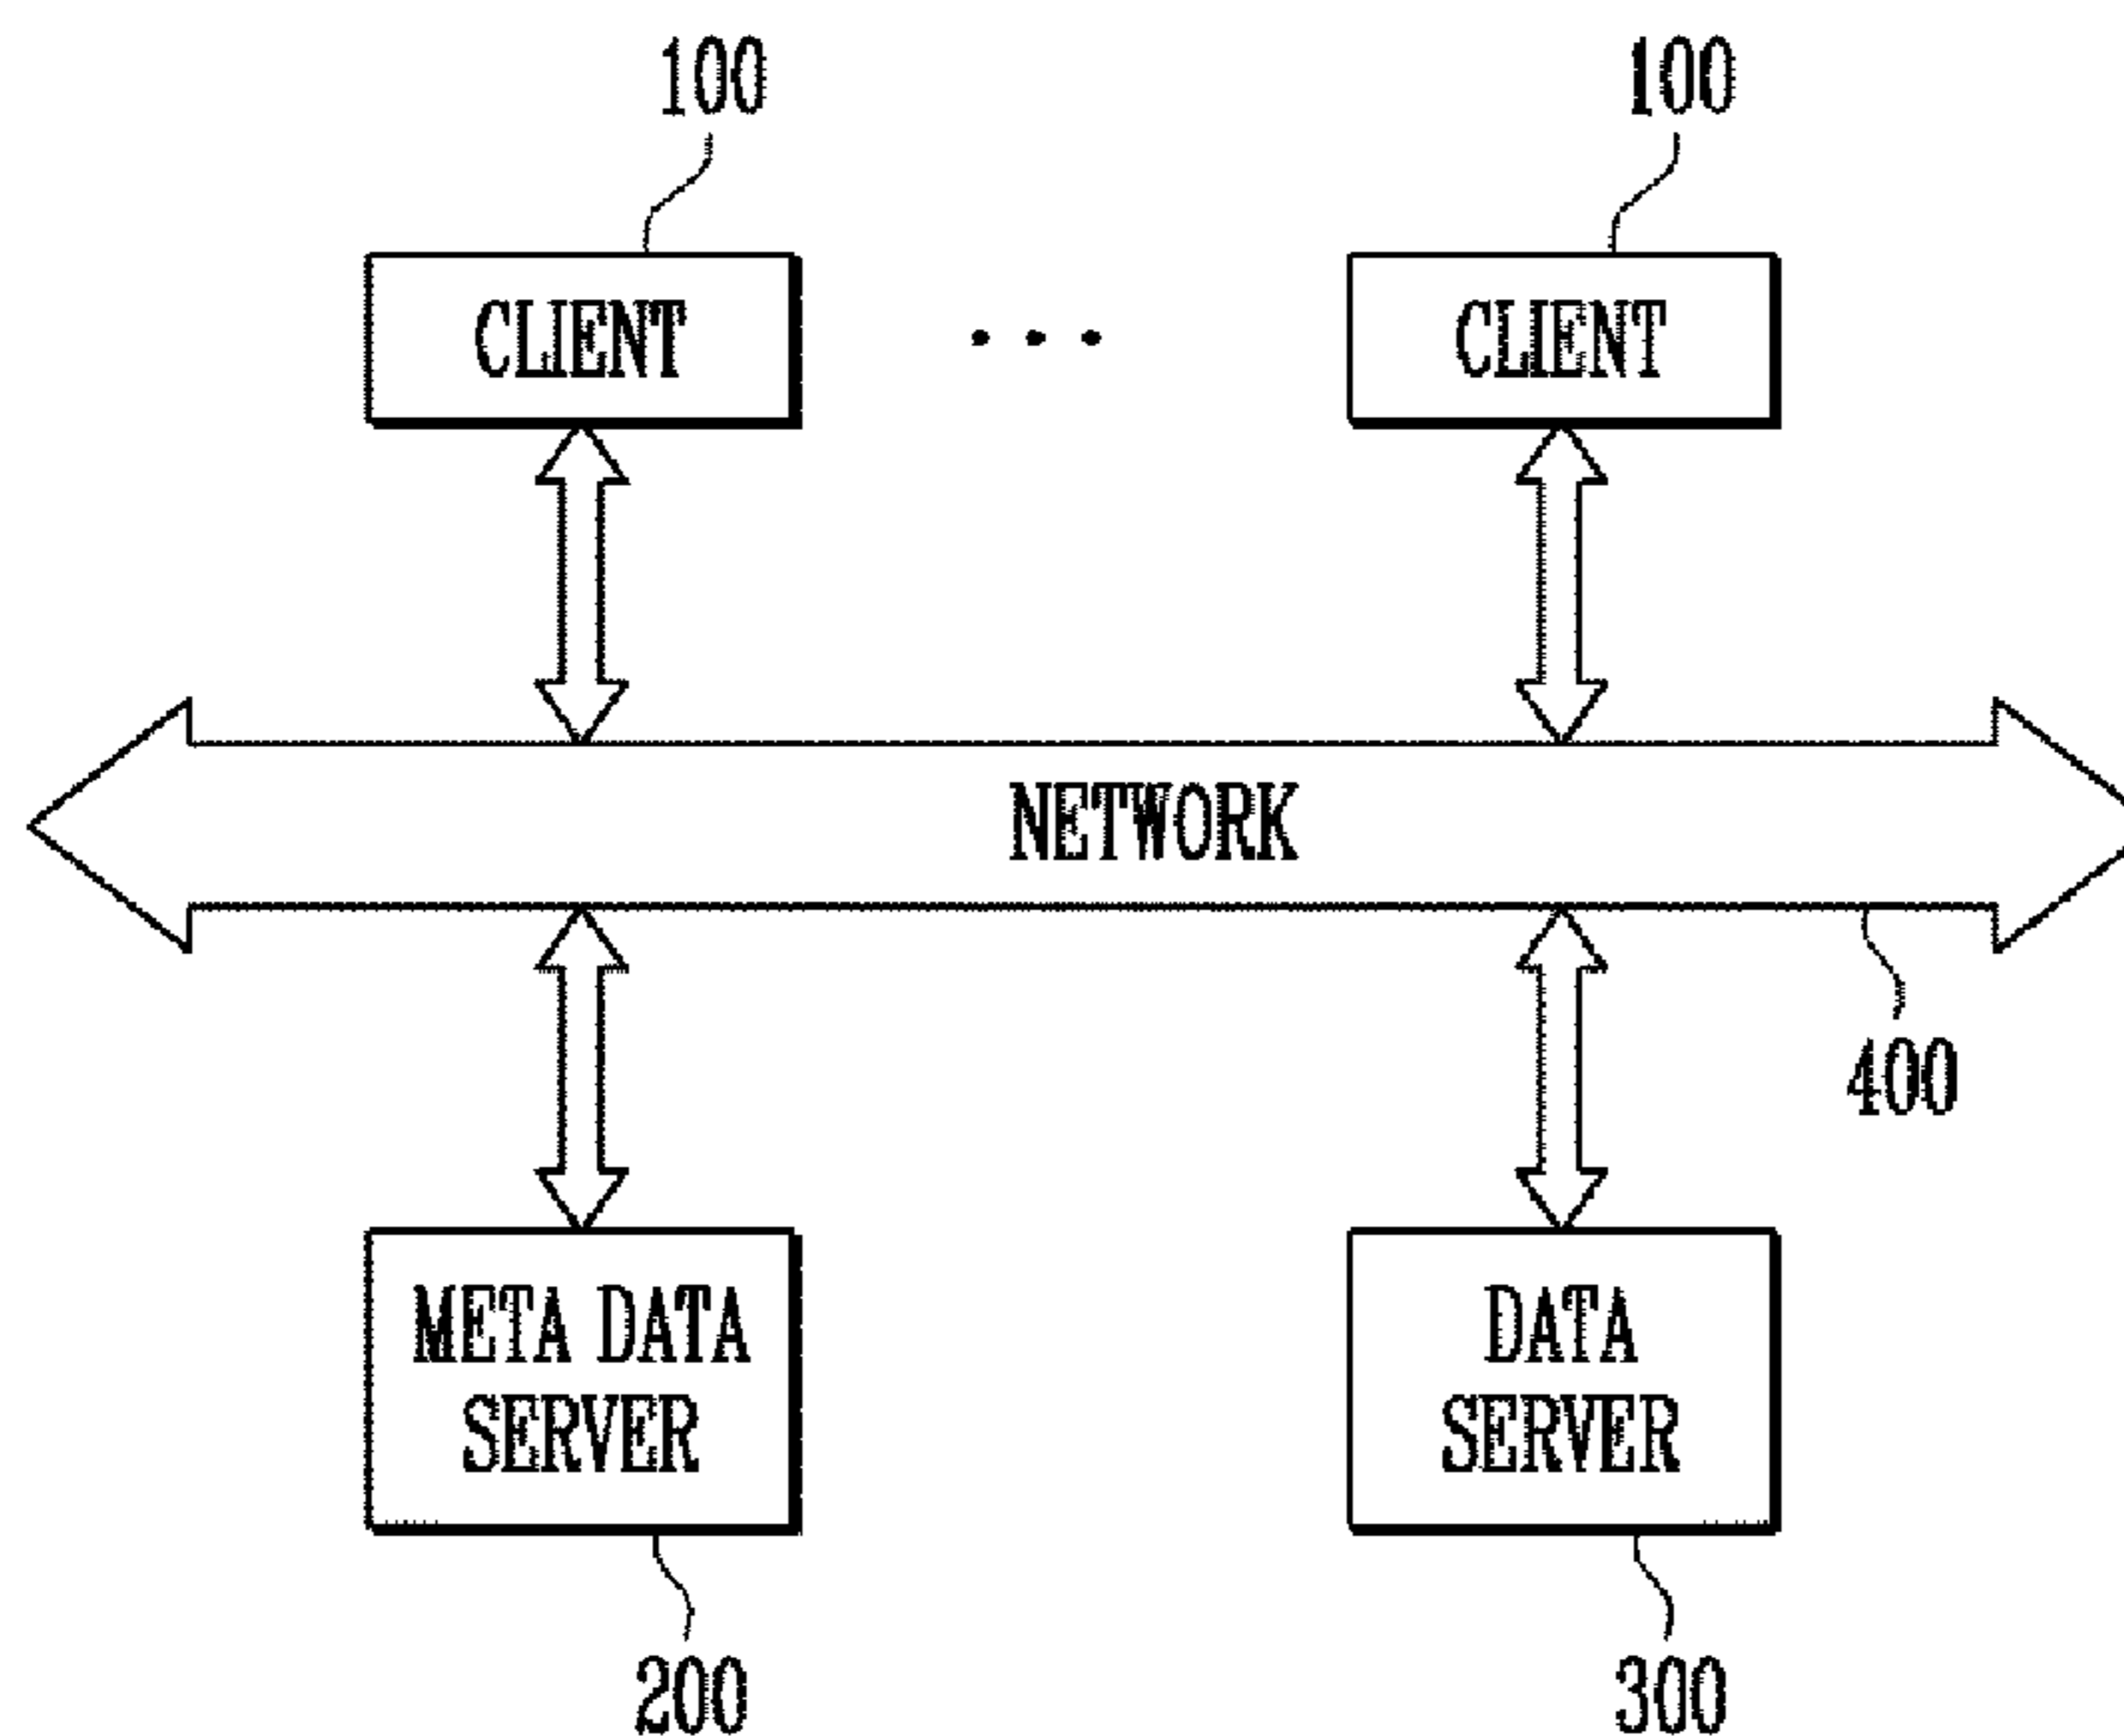 100
100
CLIENT
CLIENT
NETWORK
400
META DATA
SERVER
DATA
SERVER
200
300